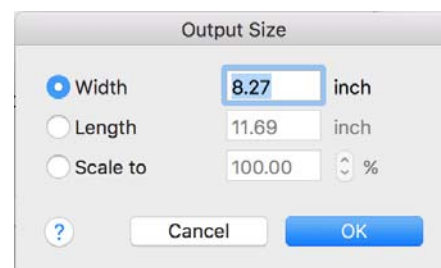 Output Size
Width 8.27 inch
Length 11.69 inch
Scale to 100.00 %
? Cancel OK